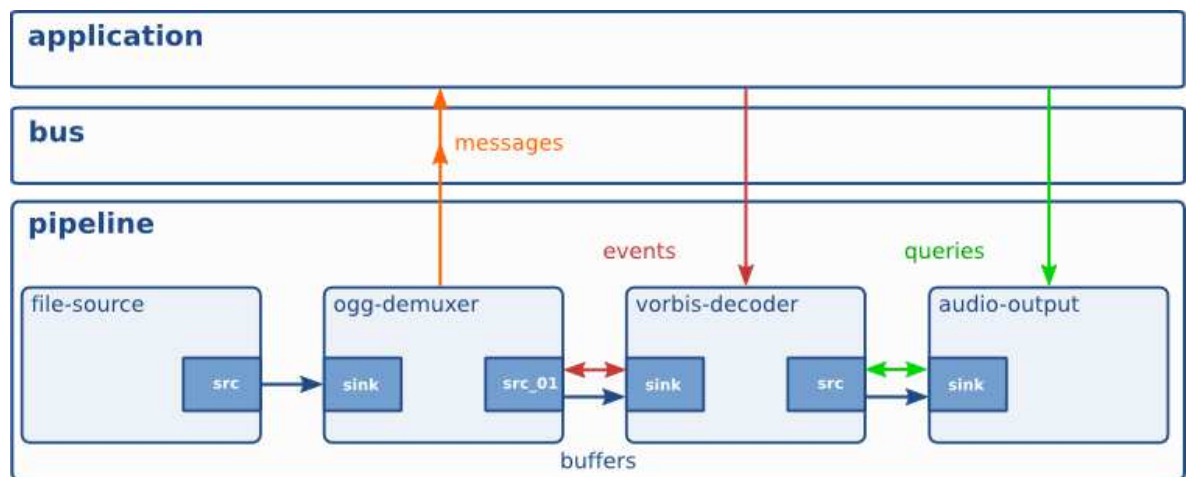 application
bus
messages
pipeline
events
queries
file-source
ogg-demuxer
vorbis-decoder
audio-output
src
sink
src_01
sink
src
sink
buffers